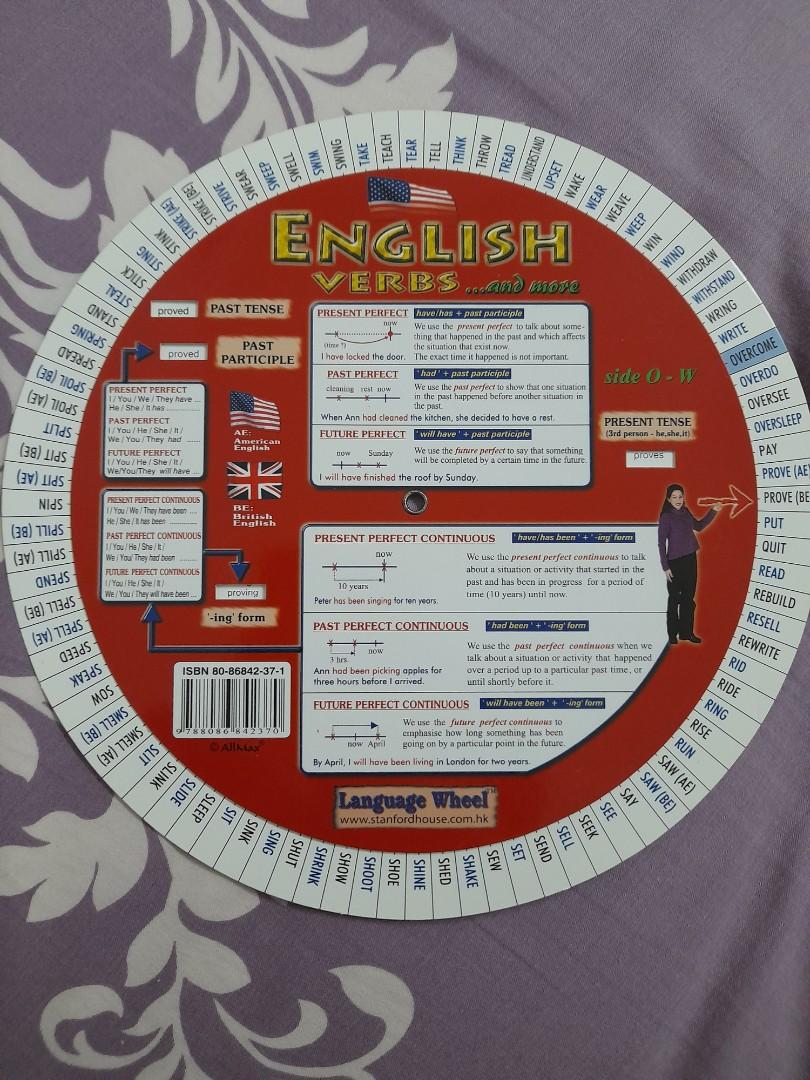 ENGLISH
VERBS ...and more
proved PAST TENSE
proved PAST
PARTICIPLE
PRESENT PERFECT
I / You / We / They have ...
He / She / It has ...........
PAST PERFECT
I / You / He / She / It /
We / You / They had ......
FUTURE PERFECT
I / You / He / She / It /
We/You/They will have ....
AE:
American
English
BE:
British
English
PRESENT PERFECT CONTINUOUS
I / You / We / They have been ....
He / She / It has been ..............
PAST PERFECT CONTINUOUS
I / You / He / She / It /
We / You/ They had been ........
FUTURE PERFECT CONTINUOUS
I / You / He / She / It /
We / You / They will have been ....
proving
'-ing' form
PRESENT PERFECT have/has + past participle
now
(time ?)
We use the present perfect to talk about some-
thing that happened in the past and which affects
the situation that exist now.
I have locked the door. The exact time it happened is not important.
PAST PERFECT 'had' + past participle
cleaning rest now
We use the past perfect to show that one situation
in the past happened before another situation in
the past.
When Ann had cleaned the kitchen, she decided to have a rest.
FUTURE PERFECT 'will have' + past participle
now Sunday
We use the future perfect to say that something
will be completed by a certain time in the future.
I will have finished the roof by Sunday.
side O - W
PRESENT TENSE
(3rd person - he,she,it)
proves
PRESENT PERFECT CONTINUOUS 'have/has been' + '-ing' form
now
10 years
We use the present perfect continuous to talk
about a situation or activity that started in the
past and has been in progress for a period of
time (10 years) until now.
Peter has been singing for ten years.
PAST PERFECT CONTINUOUS 'had been' + '-ing' form
3 hrs. now
We use the past perfect continuous when we
talk about a situation or activity that happened
over a period up to a particular past time, or
until shortly before it.
Ann had been picking apples for
three hours before I arrived.
FUTURE PERFECT CONTINUOUS 'will have been' + '-ing' form
now April
We use the future perfect continuous to
emphasise how long something has been
going on by a particular point in the future.
By April, I will have been living in London for two years.
ISBN 80-86842-37-1
9 788086 842370
© AllMax®
Language Wheel™
www.stanfordhouse.com.hk
OVERCOME
OVERDO
OVERSEE
OVERSLEEP
PAY
PROVE (AE)
PROVE (BE
PUT
QUIT
READ
REBUILD
RESELL
REWRITE
RID
RIDE
RING
RISE
RUN
SAW (AE)
SAW (BE)
SAY
SEE
SEEK
SELL
SEND
SET
SEW
SHAKE
SHED
SHINE
SHOE
SHOOT
SHOW
SHRINK
SHUT
SING
SINK
SIT
SLEEP
SLIDE
SLINK
SLIT
SMELL (AE)
SMELL (BE)
SOW
SPEAK
SPEED
SPELL (AE)
SPELL (BE)
SPEND
SPILL (AE)
SPILL (BE)
SPIN
SPIT (AE)
SPIT (BE)
SPLIT
SPOIL (AE)
SPOIL (BE)
SPREAD
SPRING
STAND
STEAL
STICK
STING
STINK
STRIKE (AE)
STRIKE (BE)
STRIVE
SWEAR
SWEEP
SWELL
SWIM
SWING
TAKE
TEACH
TEAR
TELL
THINK
THROW
TREAD
UNDERSTAND
UPSET
WAKE
WEAR
WEAVE
WEEP
WIN
WIND
WITHDRAW
WITHSTAND
WRING
WRITE